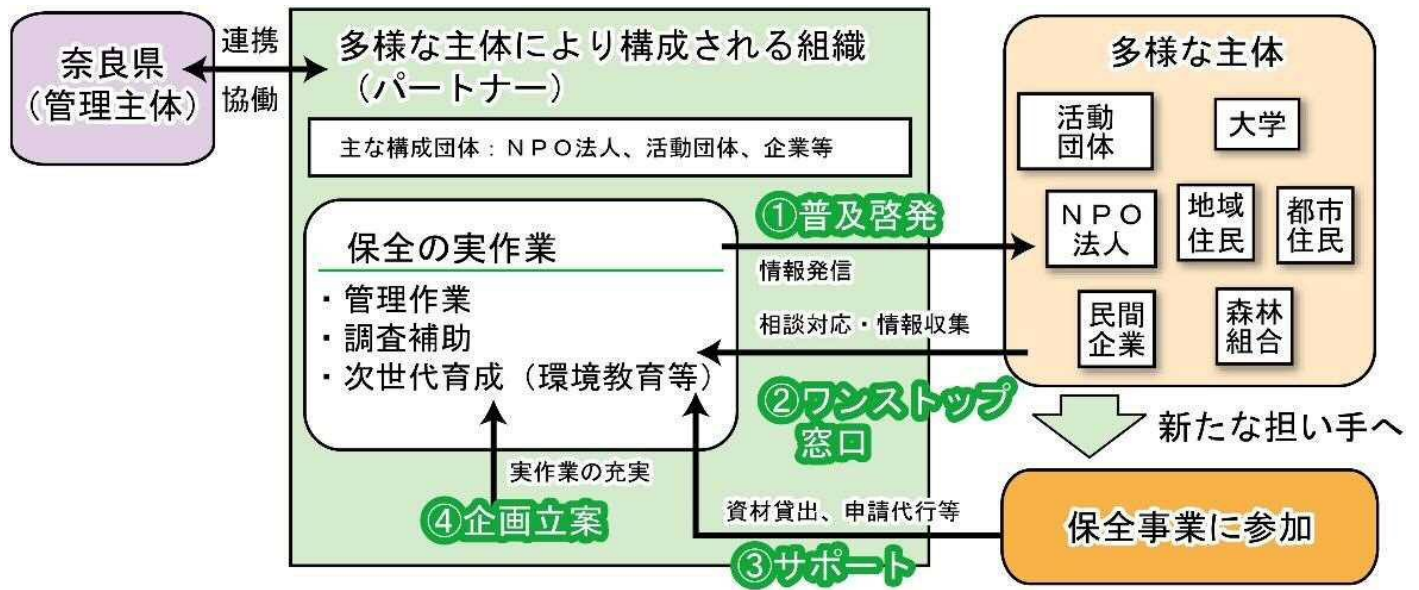 奈良県
(管理主体)
連携
協働
多様な主体により構成される組織
(パートナー)
主な構成団体:NPO法人、活動団体、企業等
保全の実作業
・管理作業
・調査補助
・次世代育成(環境教育等)
①普及啓発
情報発信
相談対応・情報収集
②ワンストップ
窓口
実作業の充実
④企画立案
資材貸出、申請代行等
③サポート
多様な主体
活動
団体
大学
NPO
法人
地域
住民
都市
住民
民間
企業
森林
組合
新たな担い手へ
保全事業に参加